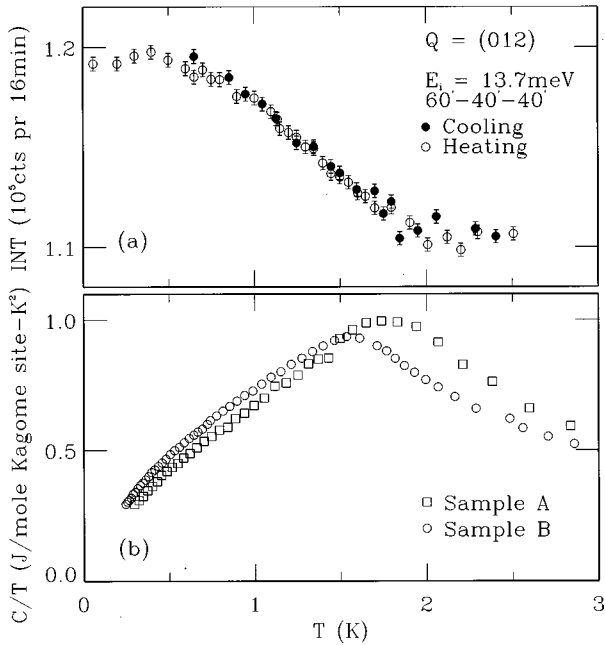 1.2
Q = (012)
E_i = 13.7meV
60'-40'-40'
● Cooling
○ Heating
1.1
(a)
INT (10⁵cts pr 16min)
1.0
0.5
0.0
□ Sample A
○ Sample B
(b)
C/T (J/mole Kagome site-K²)
0 1 2 3
T (K)